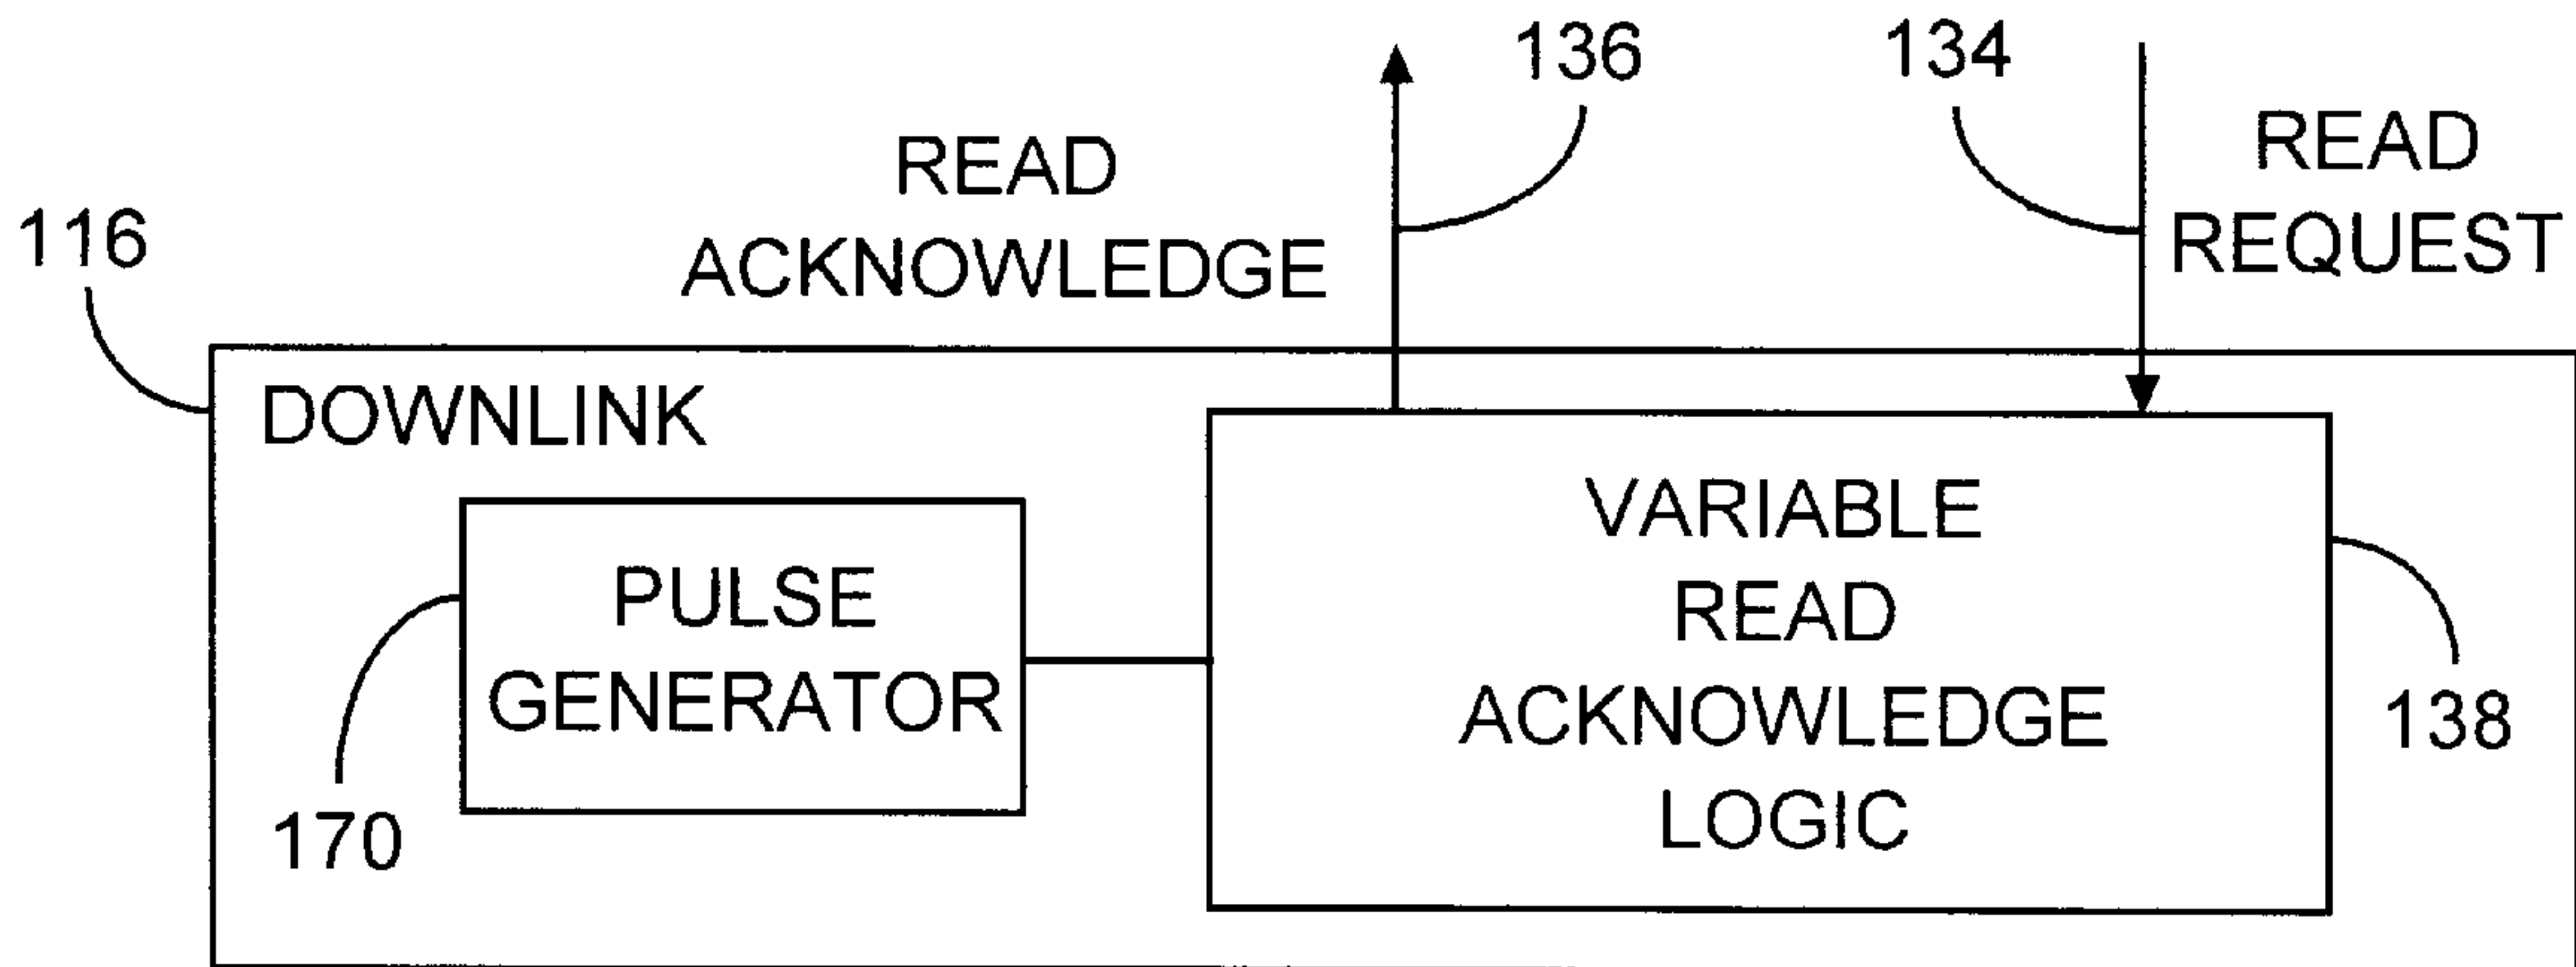 136
134
READ
ACKNOWLEDGE
READ
REQUEST
116
DOWNLINK
PULSE
GENERATOR
170
VARIABLE
READ
ACKNOWLEDGE
LOGIC
138